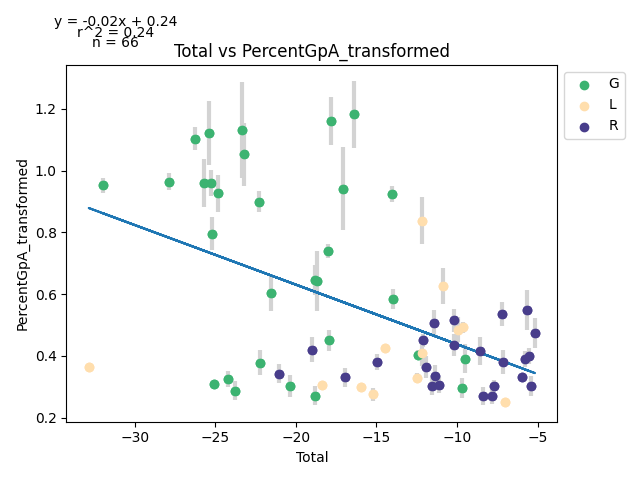 y = -0.02x + 0.24
r^2 = 0.24
n = 66
Total vs PercentGpA_transformed
G
L
R
PercentGpA_transformed
1.2
1.0
0.8
0.6
0.4
0.2
−30
−25
−20
−15
−10
−5
Total